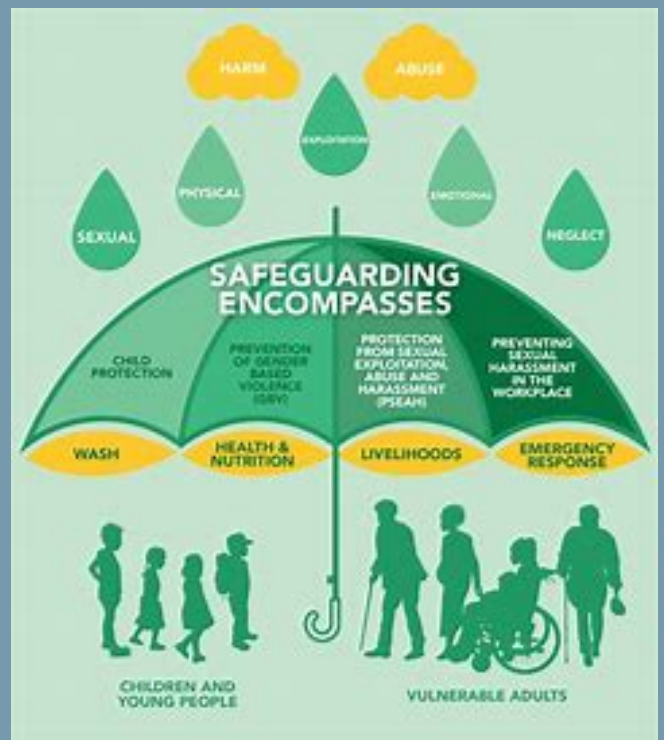 HARM
ABUSE
EXPLOITATION
PHYSICAL
EMOTIONAL
SEXUAL
NEGLECT
SAFEGUARDING
ENCOMPASSES
CHILD
PROTECTION
PREVENTION
OF GENDER
BASED
VIOLENCE
(GBV)
PROTECTION
FROM SEXUAL
EXPLOITATION,
ABUSE AND
HARASSMENT
(PSEAH)
PREVENTING
SEXUAL
HARASSMENT
IN THE
WORKPLACE
WASH
HEALTH &
NUTRITION
LIVELIHOODS
EMERGENCY
RESPONSE
CHILDREN AND
YOUNG PEOPLE
VULNERABLE ADULTS